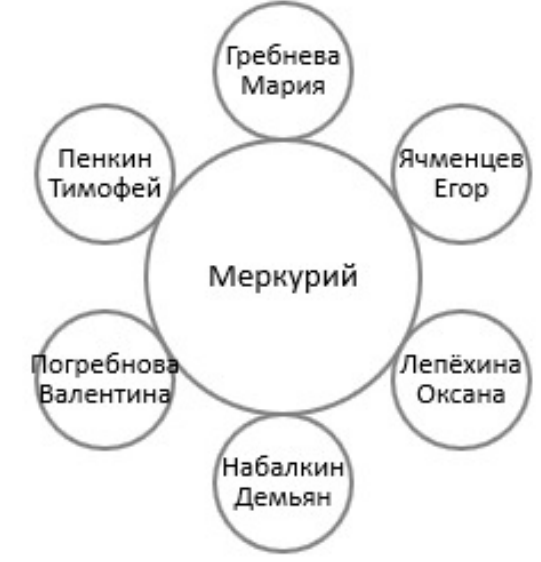 Гребнева
Мария
Пенкин
Тимофей
Ячменцев
Егор
Меркурий
Погребнова
Валентина
Лепёхина
Оксана
Набалкин
Демьян